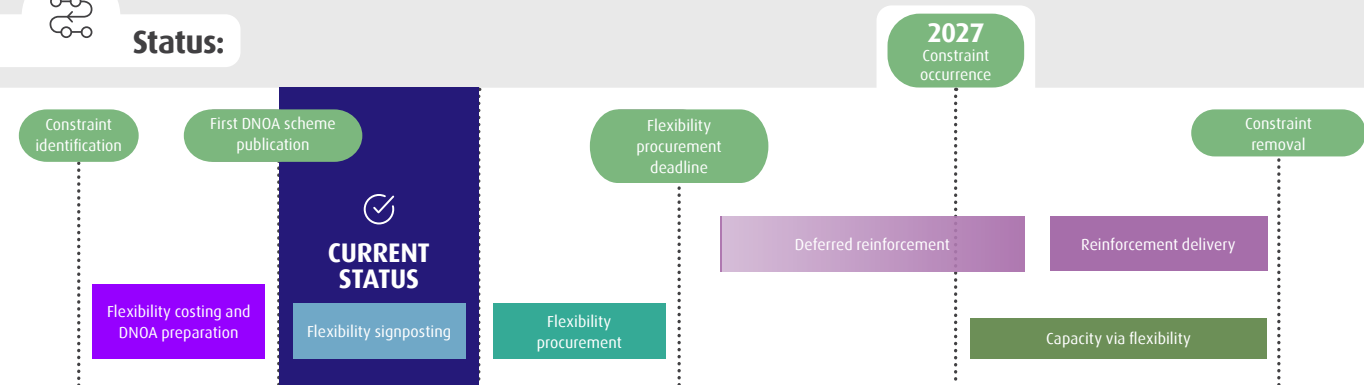 Status:
2027
Constraint
occurrence
Constraint
identification
First DNOA scheme
publication
Flexibility
procurement
deadline
Constraint
removal
CURRENT
STATUS
Deferred reinforcement
Reinforcement delivery
Flexibility costing and
DNOA preparation
Flexibility signposting
Flexibility
procurement
Capacity via flexibility